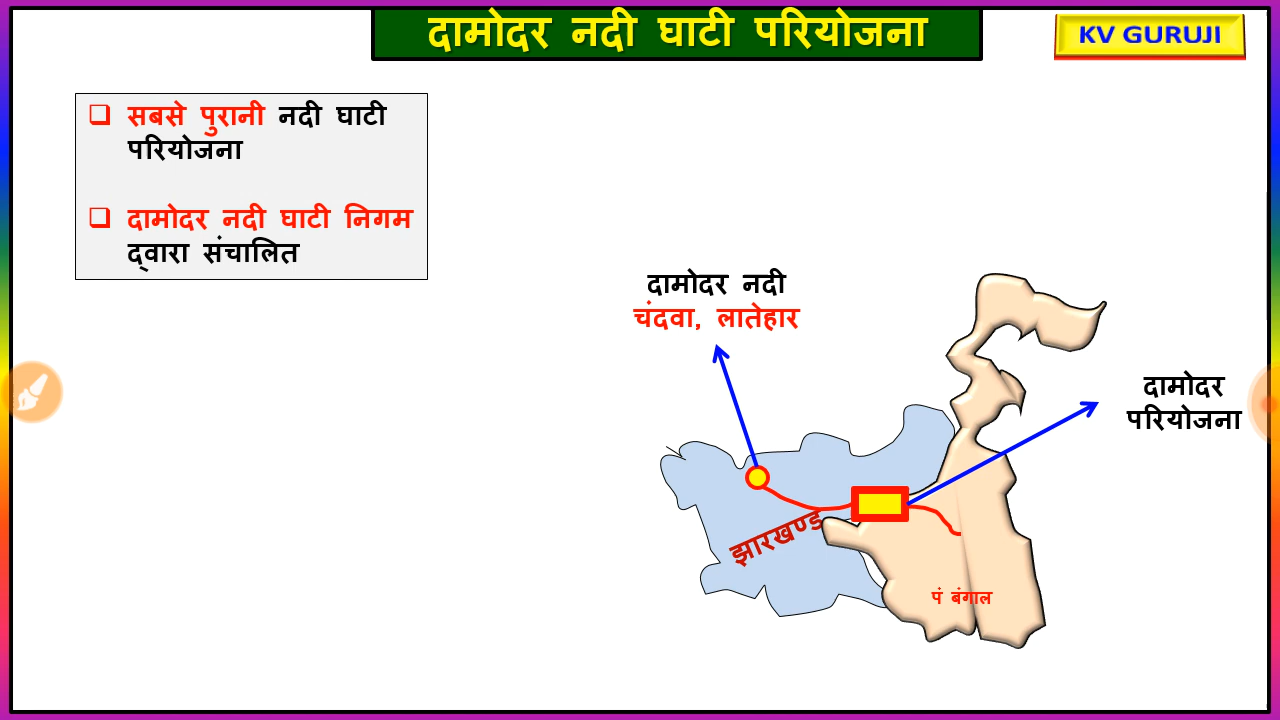 दामोदर नदी घाटी परियोजना
KV GURUJI
सबसे पुरानी नदी घाटी
परियोजना
दामोदर नदी घाटी निगम
द्वारा संचालित
दामोदर नदी
चंदवा, लातेहार
दामोदर
परियोजना
झारखण्ड
पं बंगाल